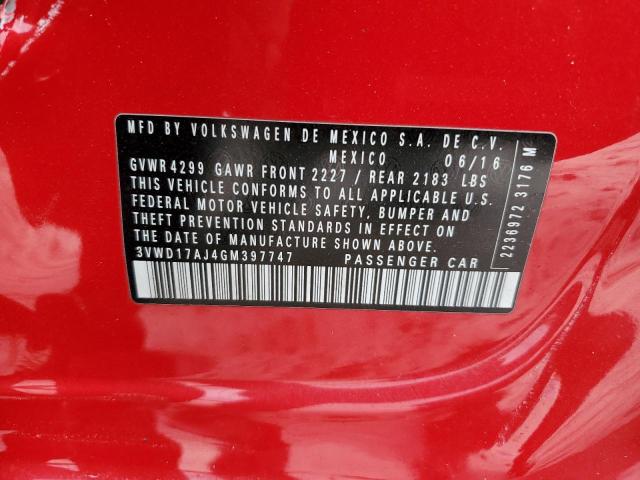 MFD BY VOLKSWAGEN DE MEXICO S.A. DE C.V.
MEXICO 06/16
GVWR 4299 GAWR FRONT 2227 / REAR 2183 LBS
THIS VEHICLE CONFORMS TO ALL APPLICABLE U.S.
FEDERAL MOTOR VEHICLE SAFETY, BUMPER AND
THEFT PREVENTION STANDARDS IN EFFECT ON
THE DATE OF MANUFACTURE SHOWN ABOVE.
3VWD17AJ4GM397747 PASSENGER CAR
2236972 3176 M